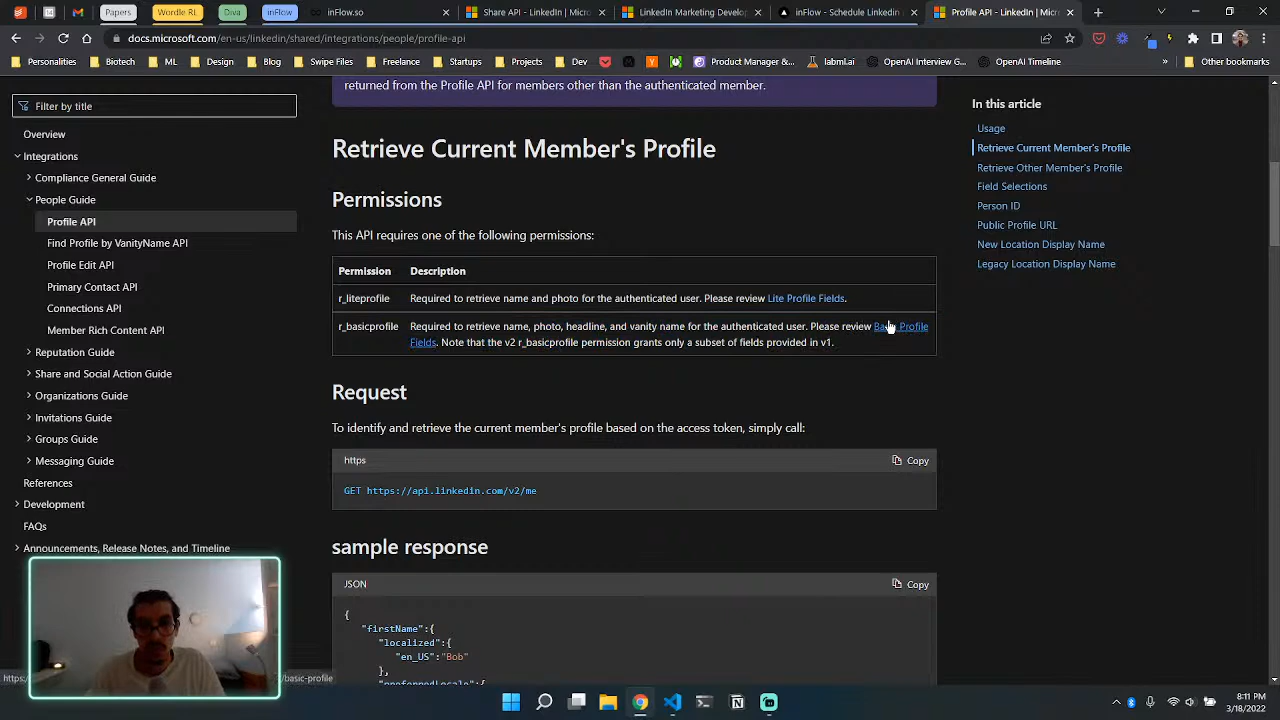 Papers
Wordle RL
Diva
inFlow
inFlow.so
Share API - LinkedIn | Micro
LinkedIn Marketing Develop
inFlow - Schedule LinkedIn
Profile API - LinkedIn | Micro
docs.microsoft.com/en-us/linkedin/shared/integrations/people/profile-api
Personalities
Biotech
ML
Design
Blog
Swipe Files
Freelance
Startups
Projects
Dev
Product Manager &...
labmLai
OpenAI Interview G...
OpenAI Timeline
»
Other bookmarks
Filter by title
Overview
Integrations
Compliance General Guide
People Guide
Profile API
Find Profile by VanityName API
Profile Edit API
Primary Contact API
Connections API
Member Rich Content API
Reputation Guide
Share and Social Action Guide
Organizations Guide
Invitations Guide
Groups Guide
Messaging Guide
References
Development
FAQs
Announcements, Release Notes, and Timeline
returned from the Profile API for members other than the authenticated member.
Retrieve Current Member's Profile
Permissions
This API requires one of the following permissions:
Permission Description
r_liteprofile Required to retrieve name and photo for the authenticated user. Please review Lite Profile Fields.
r_basicprofile Required to retrieve name, photo, headline, and vanity name for the authenticated user. Please review Profile
Fields. Note that the v2 r_basicprofile permission grants only a subset of fields provided in v1.
Request
To identify and retrieve the current member's profile based on the access token, simply call:
https Copy
GET https://api.linkedin.com/v2/me
sample response
JSON Copy
{
"firstName":{
"localized":{
"en_US":"Bob"
},
"preferredLocale":{
In this article
Usage
Retrieve Current Member's Profile
Retrieve Other Member's Profile
Field Selections
Person ID
Public Profile URL
New Location Display Name
Legacy Location Display Name
/basic-profile
8:11 PM
3/18/2022